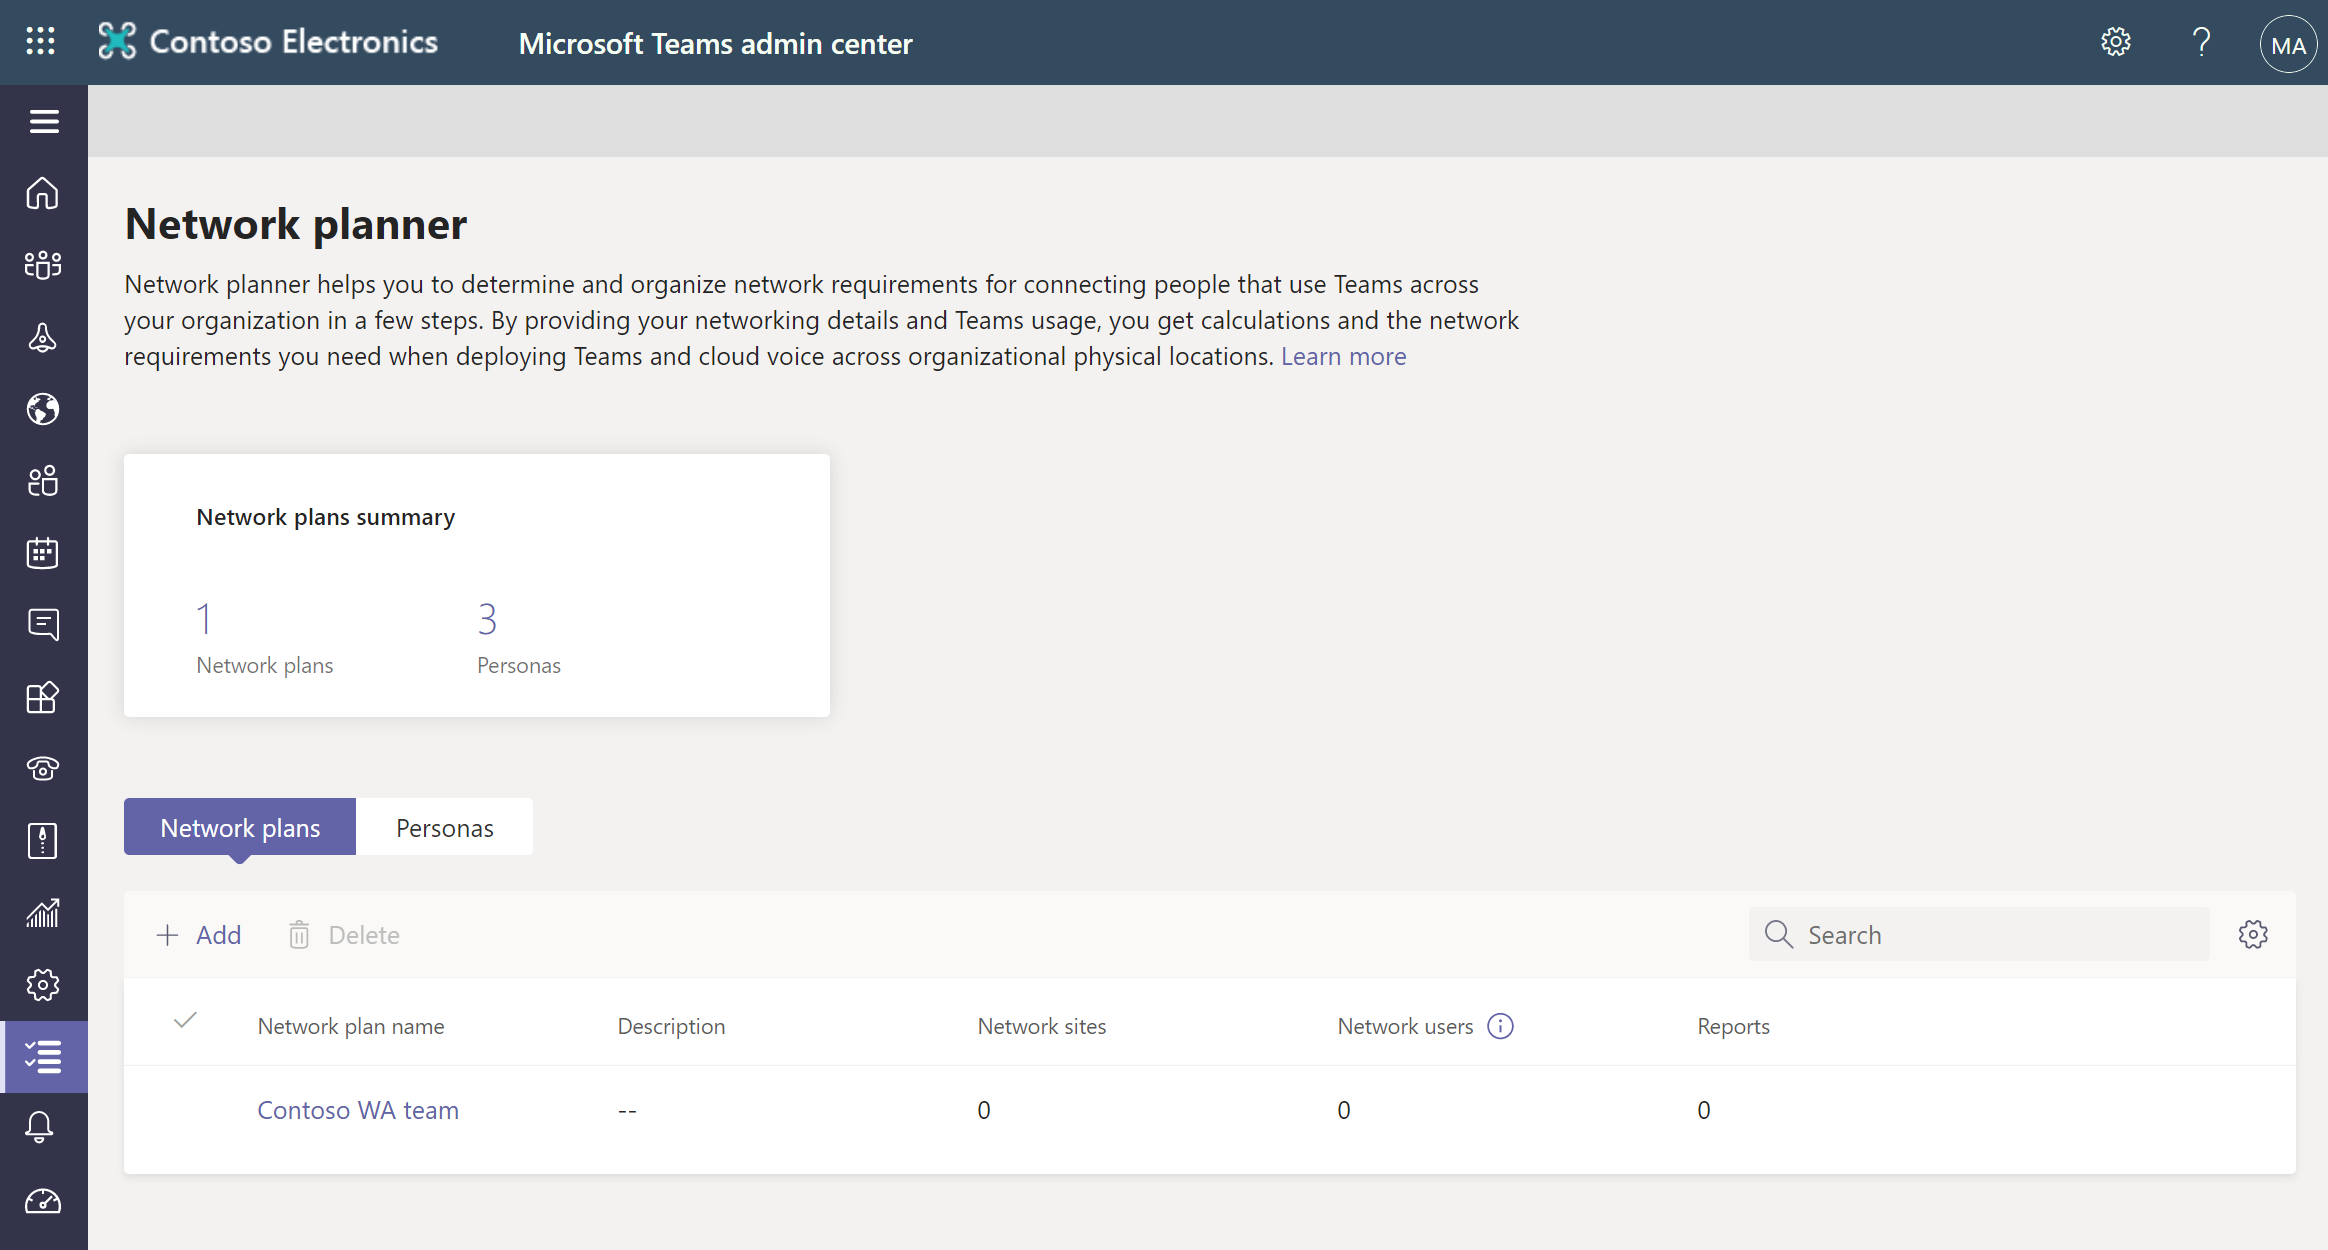 Contoso Electronics
Microsoft Teams admin center
?
MA
Network planner
Network planner helps you to determine and organize network requirements for connecting people that use Teams across
your organization in a few steps. By providing your networking details and Teams usage, you get calculations and the network
requirements you need when deploying Teams and cloud voice across organizational physical locations. Learn more
Network plans summary
1 3
Network plans Personas
Network plans Personas
+ Add Delete Search
Network plan name Description Network sites Network users Reports
Contoso WA team -- 0 0 0